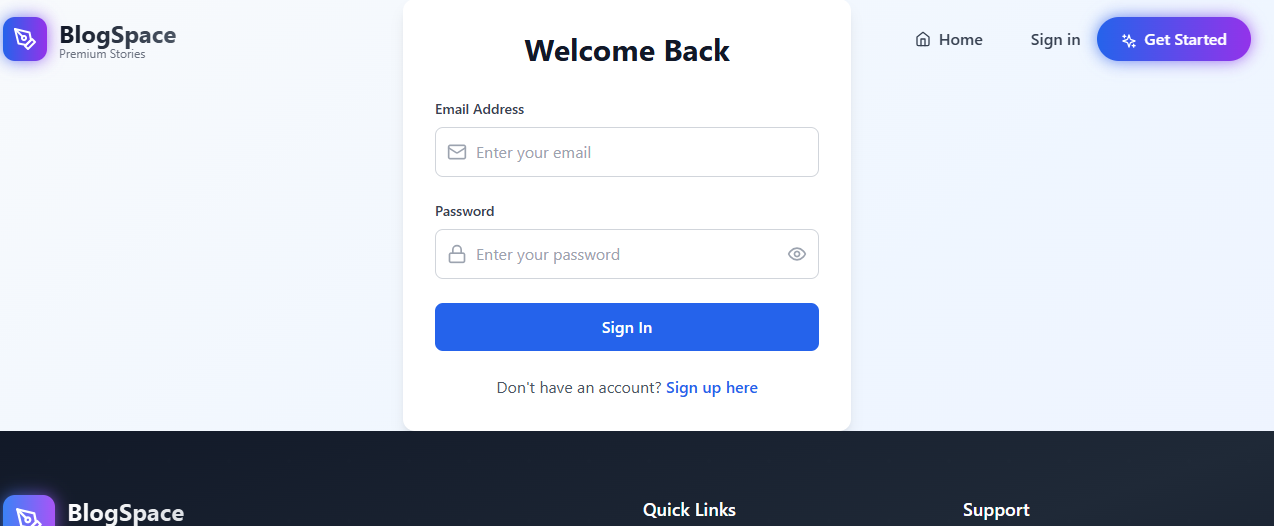 BlogSpace
Premium Stories
Home
Sign in
Get Started
Welcome Back
Email Address
Enter your email
Password
Enter your password
Sign In
Don't have an account? Sign up here
BlogSpace
Quick Links
Support